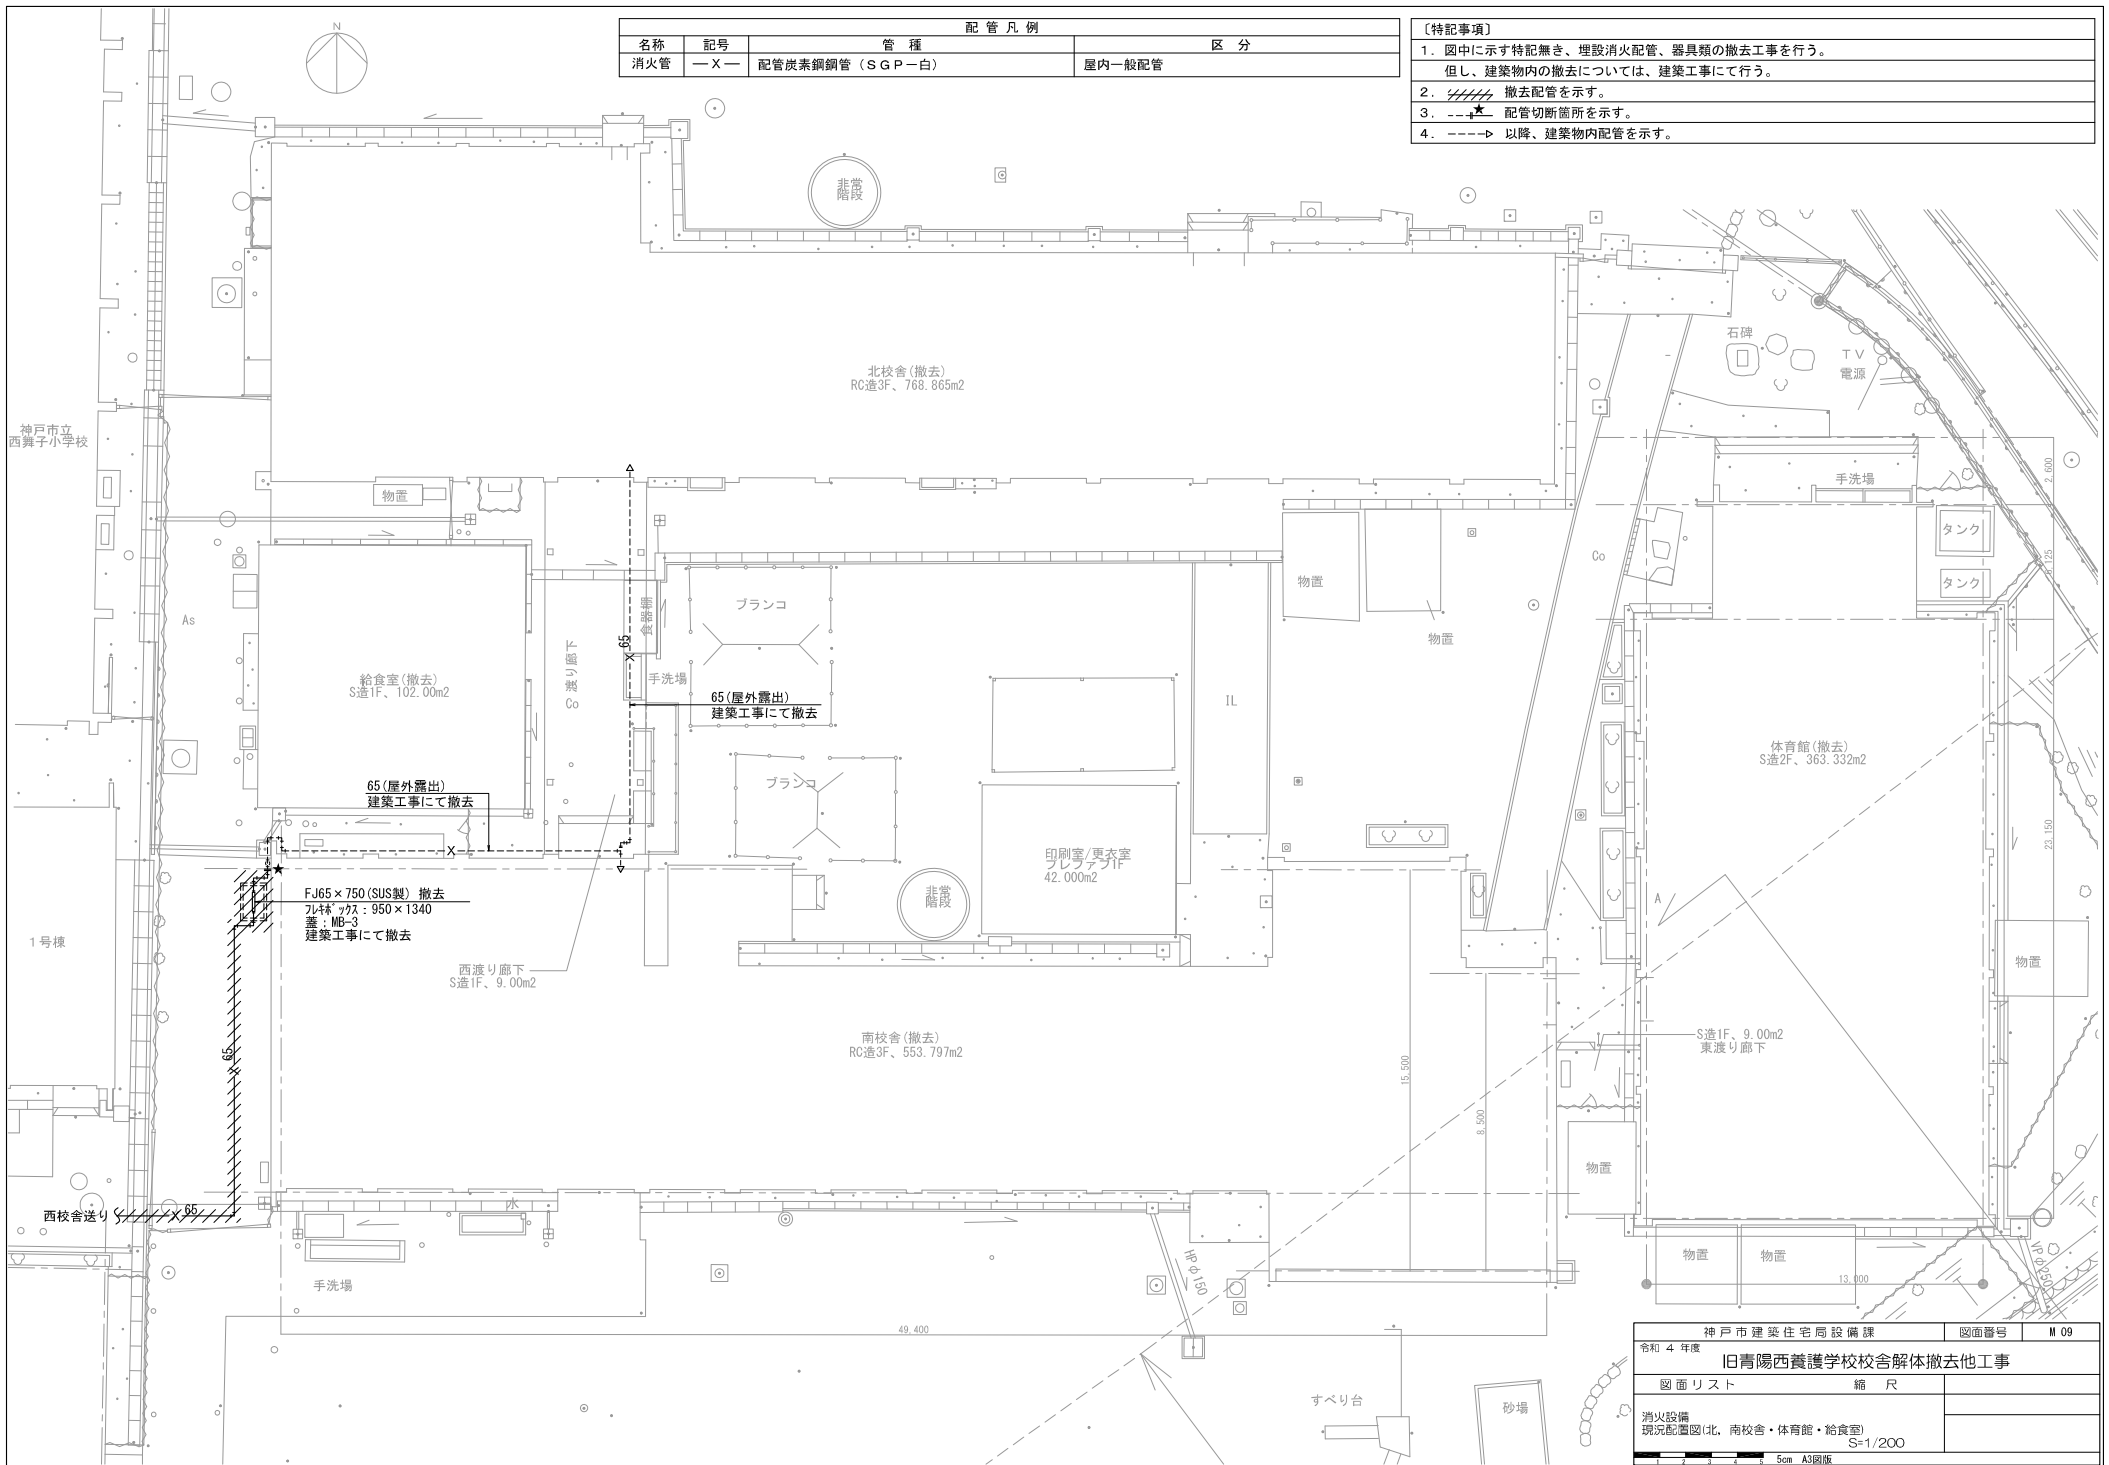 N
配 管 凡 例
名称 記号 管 種 区 分
消火管 ―X― 配管炭素鋼鋼管（SGP－白） 屋内一般配管
〔特記事項〕
1. 図中に示す特記無き、埋設消火配管、器具類の撤去工事を行う。
但し、建築物内の撤去については、建築工事にて行う。
2. 撤去配管を示す。
3. 配管切断箇所を示す。
4. 以降、建築物内配管を示す。
非常
階段
北校舎(撤去)
RC造3F、768.865m2
石碑
TV
電源
神戸市立
西舞子小学校
物置
手洗場
2,600
タンク
タンク
8,125
Co
物置
物置
As
ブランコ
食器棚
65
X
渡り廊下
Co
手洗場
給食室(撤去)
S造1F、102.00m2
65(屋外露出)
建築工事にて撤去
IL
体育館(撤去)
S造2F、363.332m2
ブランコ
65(屋外露出)
建築工事にて撤去
X
23,150
印刷室/更衣室
プレファブ1F
42.000m2
非常
階段
FJ65×750(SUS製) 撤去
フレキボックス：950×1340
蓋：MB-3
建築工事にて撤去
A
1号棟
物置
西渡り廊下
S造1F、9.00m2
南校舎(撤去)
RC造3F、553.797m2
S造1F、9.00m2
東渡り廊下
65
X
15,500
8,500
物置
西校舎送り
X 65
水
手洗場
HPφ150
物置
物置
VPφ250
13,000
49,400
すべり台
砂場
神戸市建築住宅局設備課 図面番号 M 09
令和 4 年度
旧青陽西養護学校校舎解体撤去他工事
図面リスト 縮 尺
消火設備
現況配置図(北、南校舎・体育館・給食室)
S=1/200
1 2 3 4 5 5cm A3図版